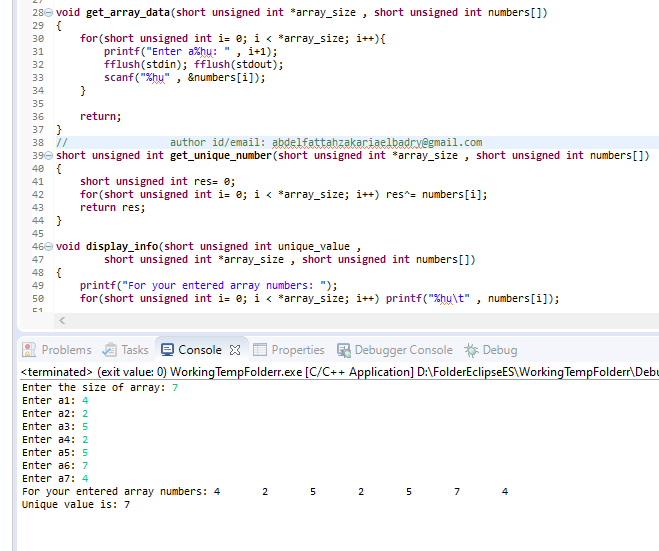 28 void get_array_data(short unsigned int *array_size , short unsigned int numbers[])
29 {
30 for(short unsigned int i= 0; i < *array_size; i++){
31 printf("Enter a%hu: " , i+1);
32 fflush(stdin); fflush(stdout);
33 scanf("%hu" , &numbers[i]);
34 }
35
36 return;
37 }
38 // author id/email: abdelfattahzakariaelbadry@gmail.com
39 short unsigned int get_unique_number(short unsigned int *array_size , short unsigned int numbers[])
40 {
41 short unsigned int res= 0;
42 for(short unsigned int i= 0; i < *array_size; i++) res^= numbers[i];
43 return res;
44 }
45
46 void display_info(short unsigned int unique_value ,
47 short unsigned int *array_size , short unsigned int numbers[])
48 {
49 printf("For your entered array numbers: ");
50 for(short unsigned int i= 0; i < *array_size; i++) printf("%hu\t" , numbers[i]);
Problems Tasks Console Properties Debugger Console Debug
<terminated> (exit value: 0) WorkingTempFolderr.exe [C/C++ Application] D:\FolderEclipseES\WorkingTempFolderr\Debu
Enter the size of array: 7
Enter a1: 4
Enter a2: 2
Enter a3: 5
Enter a4: 2
Enter a5: 5
Enter a6: 7
Enter a7: 4
For your entered array numbers: 4 2 5 2 5 7 4
Unique value is: 7